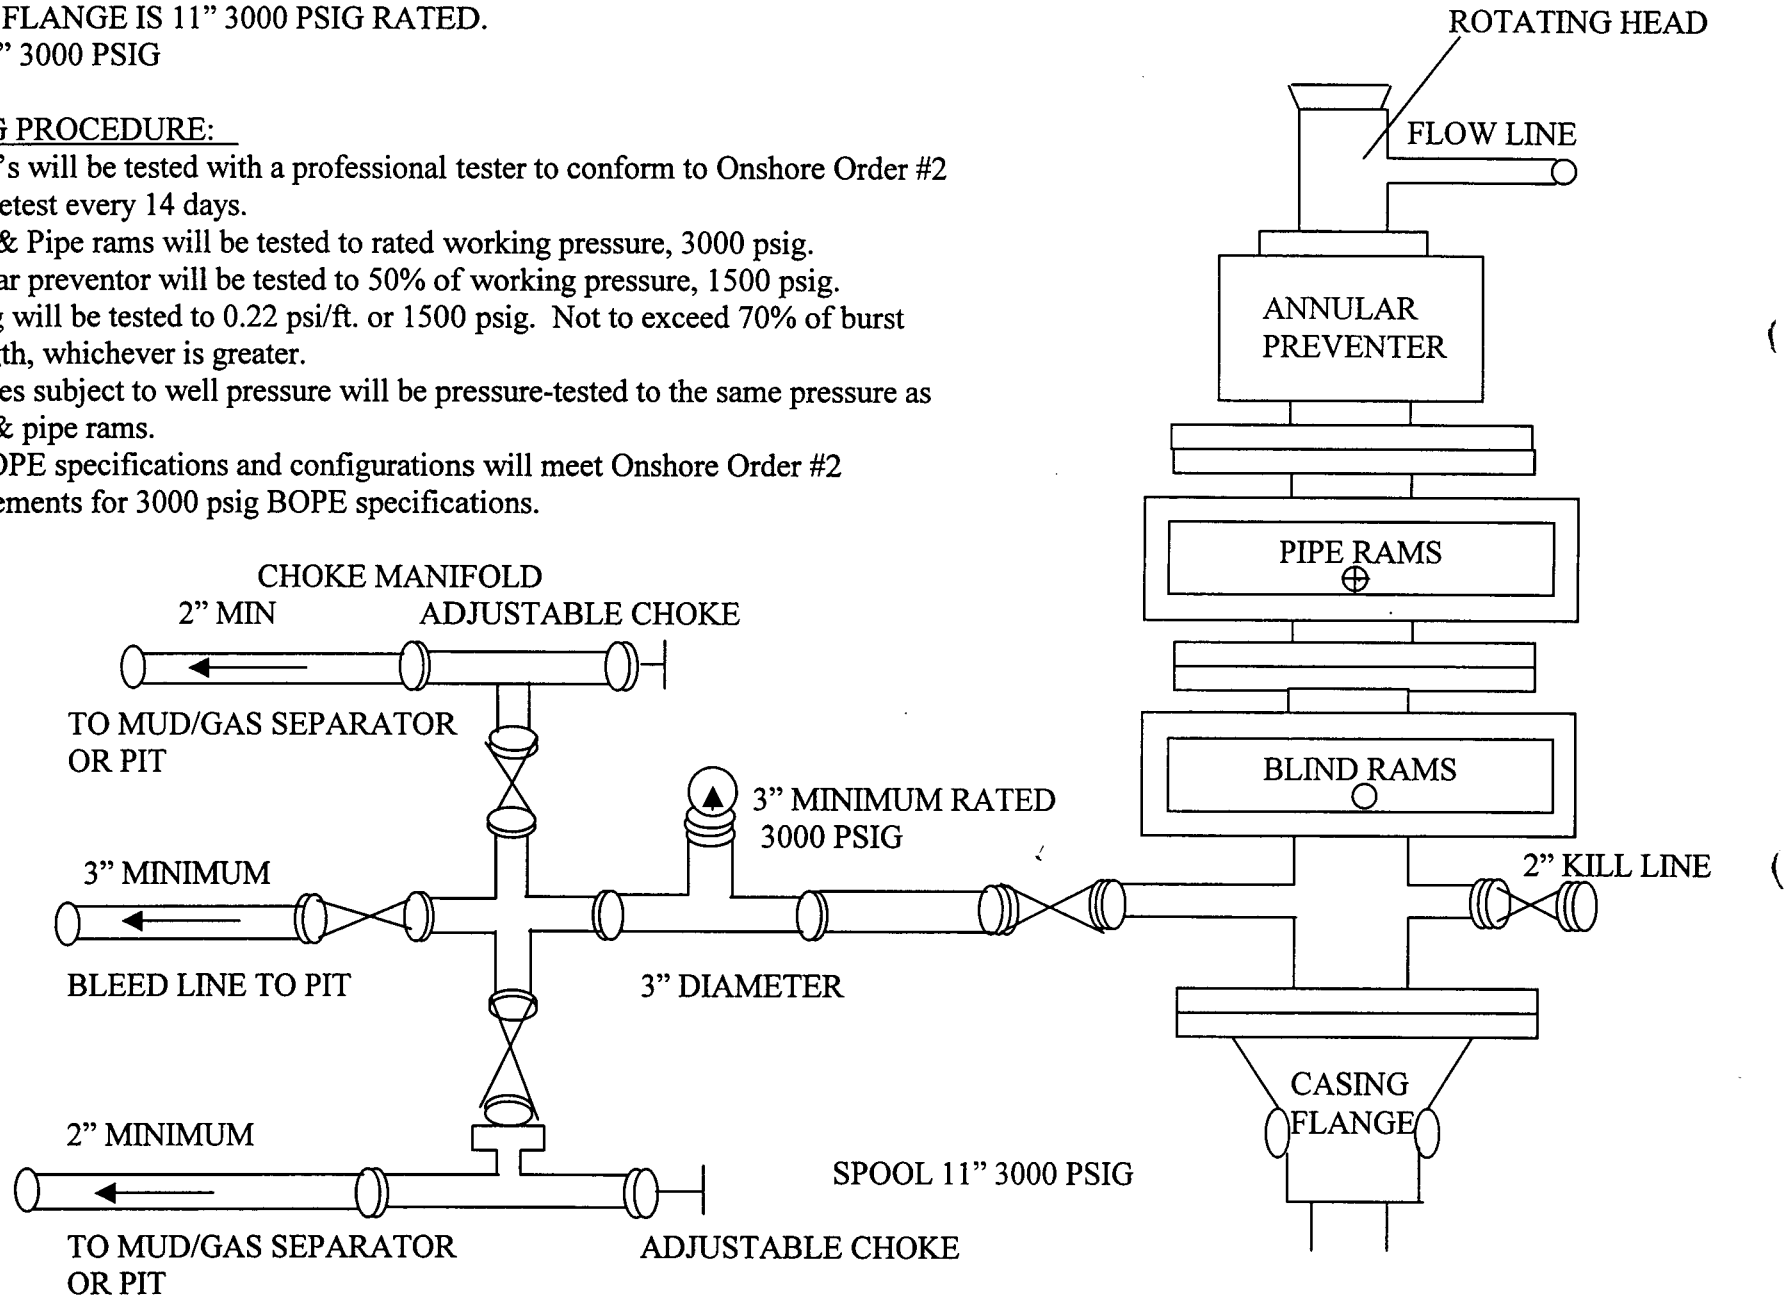 FLANGE IS 11” 3000 PSIG RATED.
” 3000 PSIG
G PROCEDURE:
’s will be tested with a professional tester to conform to Onshore Order #2
etest every 14 days.
& Pipe rams will be tested to rated working pressure, 3000 psig.
ar preventor will be tested to 50% of working pressure, 1500 psig.
g will be tested to 0.22 psi/ft. or 1500 psig. Not to exceed 70% of burst
gth, whichever is greater.
es subject to well pressure will be pressure-tested to the same pressure as
& pipe rams.
OPE specifications and configurations will meet Onshore Order #2
ements for 3000 psig BOPE specifications.
ROTATING HEAD
FLOW LINE
ANNULAR
PREVENTER
PIPE RAMS
BLIND RAMS
2” KILL LINE
CASING
FLANGE
CHOKE MANIFOLD
2” MIN
ADJUSTABLE CHOKE
TO MUD/GAS SEPARATOR
OR PIT
3” MINIMUM RATED
3000 PSIG
3” MINIMUM
BLEED LINE TO PIT
3” DIAMETER
2” MINIMUM
SPOOL 11” 3000 PSIG
TO MUD/GAS SEPARATOR
OR PIT
ADJUSTABLE CHOKE